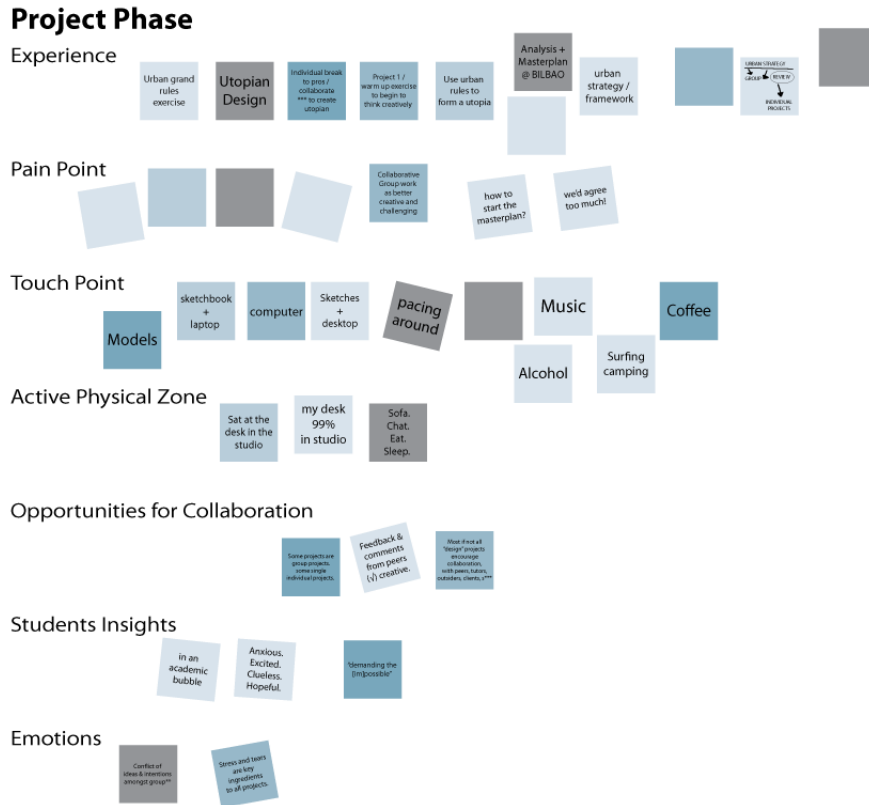 Project Phase
Experience
Urban grand
rules
exercise
Utopian
Design
Individual break
to pros /
collaborate
*** to create
utopian
Project 1 /
warm up exercise
to begin to
think creatively
Use urban
rules to
form a utopia
Analysis +
Masterplan
@ BILBAO
urban
strategy /
framework
URBAN STRATEGY
GROUP
REVIEW
INDIVIDUAL
PROJECTS
Pain Point
Collaborative
Group work
as better
creative and
challenging
how to
start the
masterplan?
we'd agree
too much!
Touch Point
Models
sketchbook
+
laptop
computer
Sketches
+
desktop
pacing
around
Music
Alcohol
Surfing
camping
Coffee
Active Physical Zone
Sat at the
desk in the
studio
my desk
99%
in studio
Sofa.
Chat.
Eat.
Sleep.
Opportunities for Collaboration
Some projects are
group projects.
some single
individual projects.
Feedback &
comments
from peers
(√) creative.
Most if not all
"design" projects
encourage
collaboration,
with peers, tutors,
outsiders, clients, c***
Students Insights
in an
academic
bubble
Anxious.
Excited.
Clueless.
Hopeful.
"demanding the
[im]possible"
Emotions
Conflict of
ideas & intentions
amongst group**
Stress and tears
are key
ingredients
to all projects.